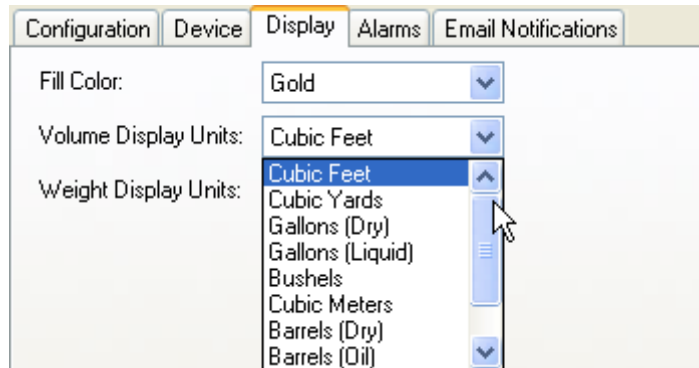 Configuration Device Display Alarms Email Notifications
Fill Color: Gold
Volume Display Units: Cubic Feet
Weight Display Units:
Cubic Feet
Cubic Yards
Gallons (Dry)
Gallons (Liquid)
Bushels
Cubic Meters
Barrels (Dry)
Barrels (Oil)